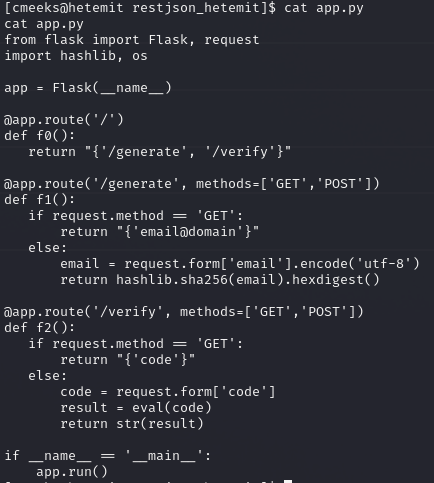 [cmeeks@hetemit restjson_hetemit]$ cat app.py
cat app.py
from flask import Flask, request
import hashlib, os

app = Flask(__name__)

@app.route('/')
def f0():
   return "{'/generate', '/verify'}"

@app.route('/generate', methods=['GET','POST'])
def f1():
   if request.method == 'GET':
       return "{'email@domain'}"
   else:
       email = request.form['email'].encode('utf-8')
       return hashlib.sha256(email).hexdigest()

@app.route('/verify', methods=['GET','POST'])
def f2():
   if request.method == 'GET':
       return "{'code'}"
   else:
       code = request.form['code']
       result = eval(code)
       return str(result)

if __name__ == '__main__':
    app.run()